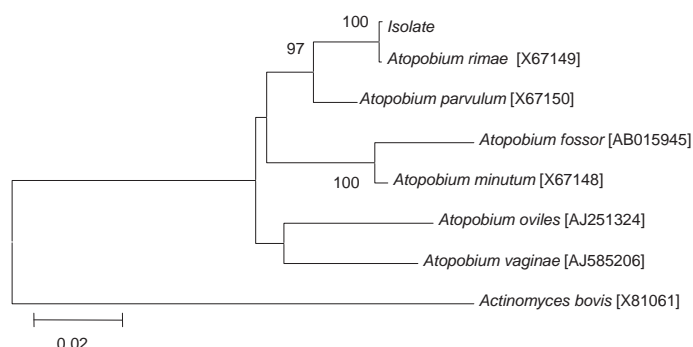 100
Isolate
97
Atopobium rimae [X67149]
Atopobium parvulum [X67150]
Atopobium fossor [AB015945]
100
Atopobium minutum [X67148]
Atopobium oviles [AJ251324]
Atopobium vaginae [AJ585206]
Actinomyces bovis [X81061]
0.02